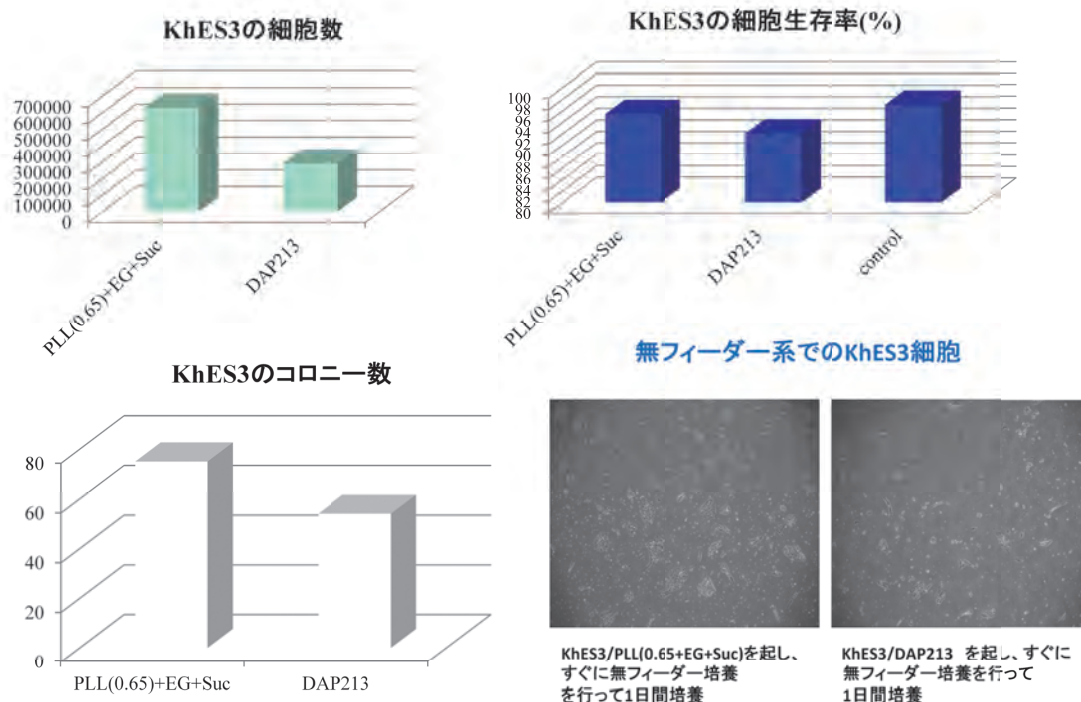 KhES3の細胞数
700000
600000
500000
400000
300000
200000
100000
0
PLL(0.65)+EG+Suc
DAP213
KhES3の細胞生存率(%)
100
98
96
94
92
90
88
86
84
82
80
PLL(0.65)+EG+Suc
DAP213
control
KhES3のコロニー数
80
60
40
20
0
PLL(0.65)+EG+Suc
DAP213
無フィーダー系でのKhES3細胞
KhES3/PLL(0.65+EG+Suc)を起し、
すぐに無フィーダー培養
を行って1日間培養
KhES3/DAP213 を起し、すぐに
無フィーダー培養を行って
1日間培養